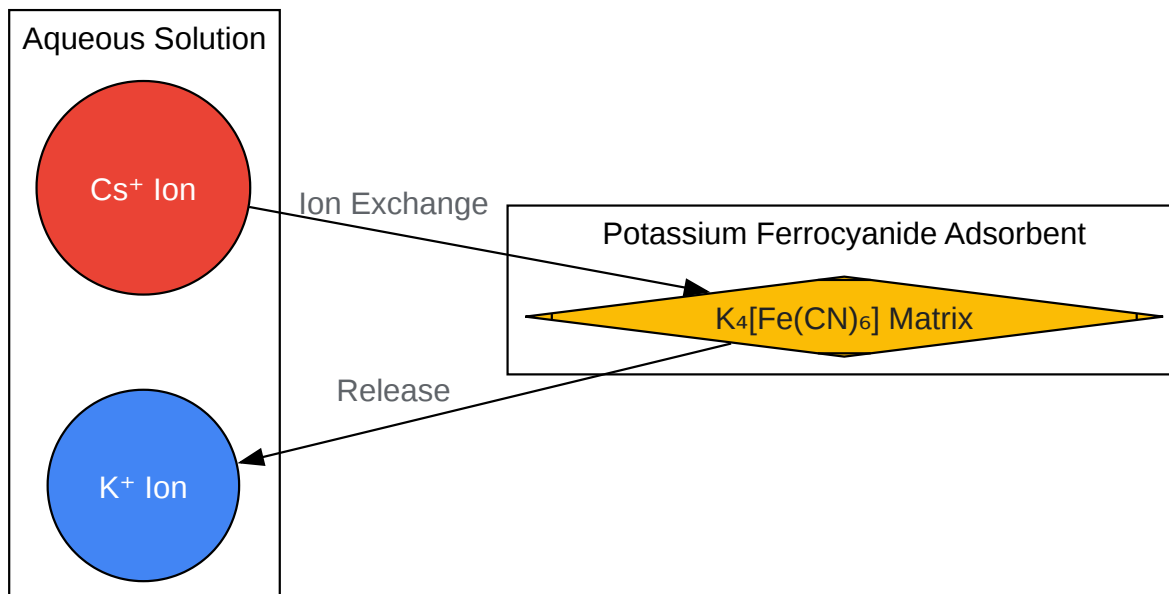 Aqueous Solution
Cs⁺ Ion
Ion Exchange
Potassium Ferrocyanide Adsorbent
K₄[Fe(CN)₆] Matrix
Release
K⁺ Ion